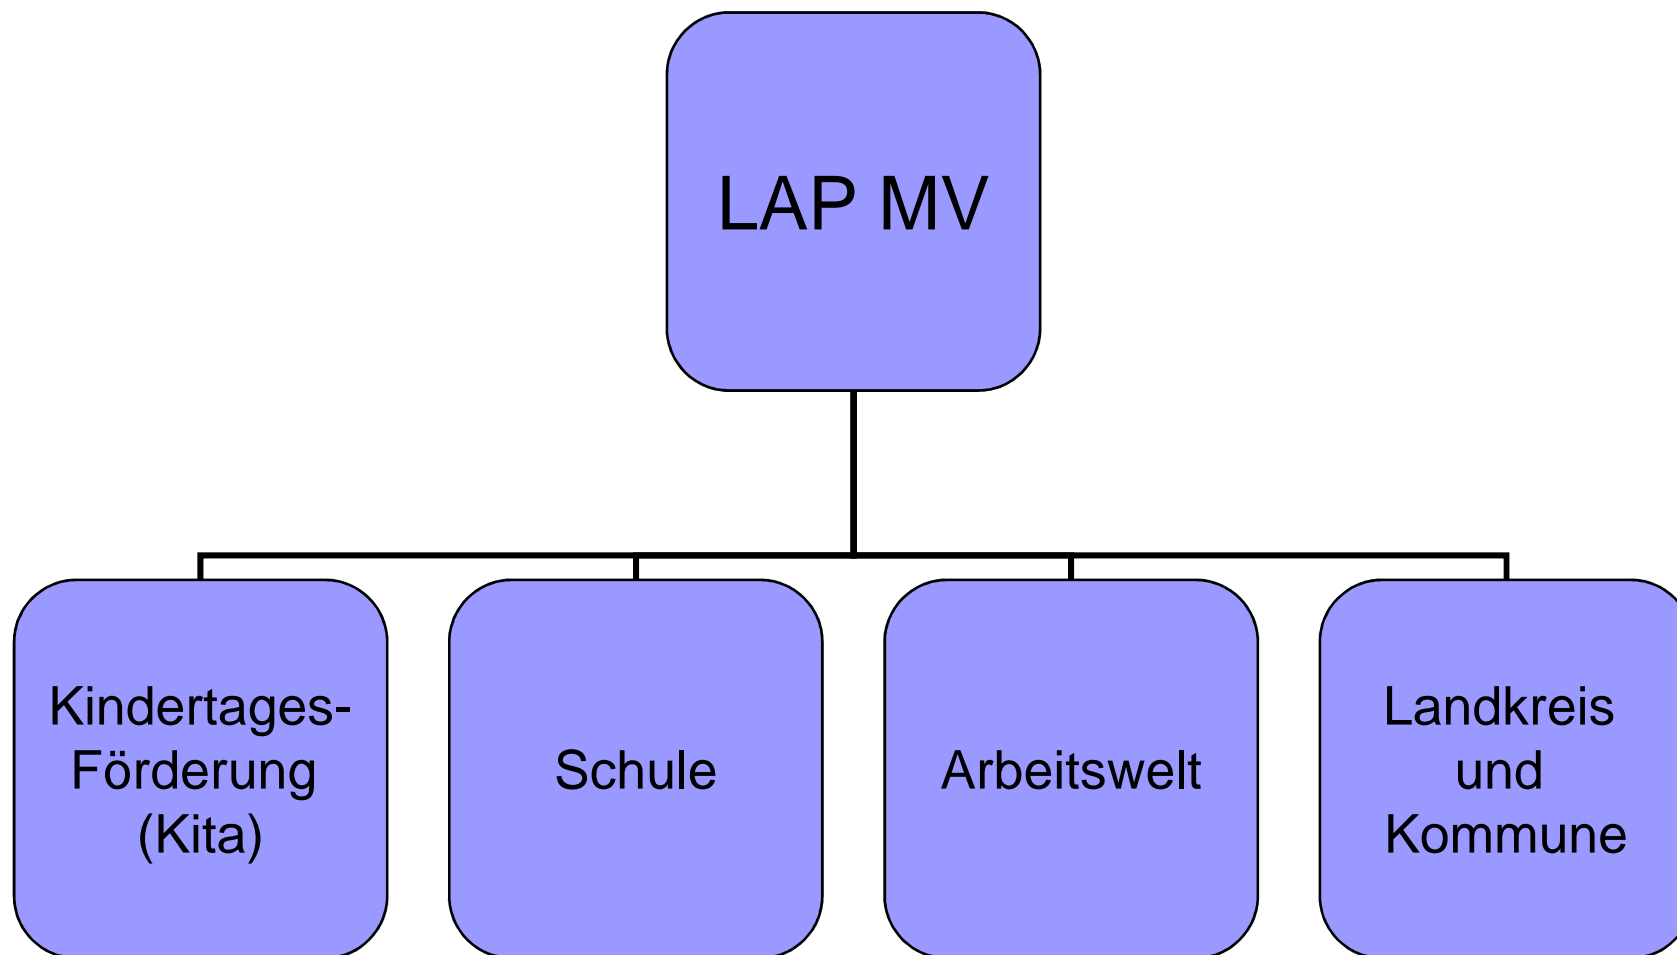 LAP MV
Kindertages-
Förderung
(Kita)
Schule
Arbeitswelt
Landkreis
und
Kommune